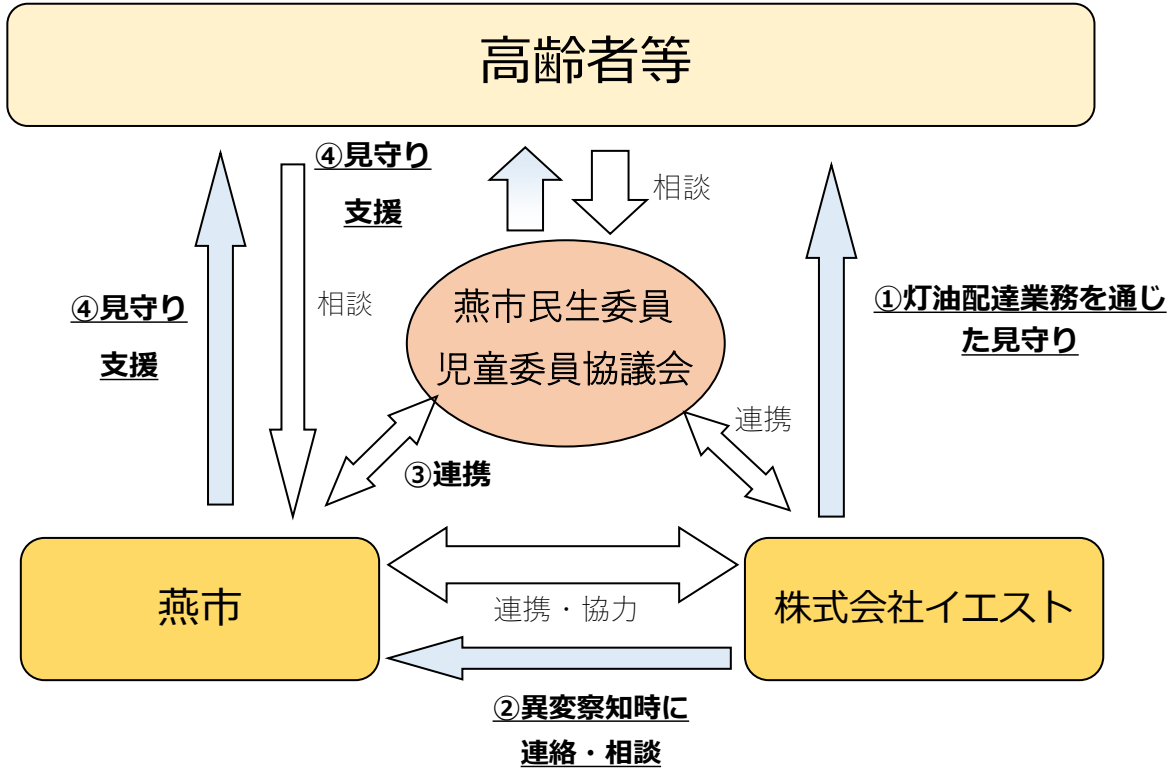 高齢者等
④見守り
支援
相談
④見守り
支援
相談
燕市民生委員
児童委員協議会
①灯油配達業務を通じ
た見守り
連携
③連携
燕市
連携・協力
株式会社イエスト
②異変察知時に
連絡・相談